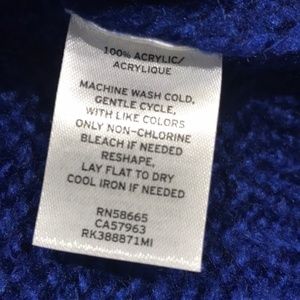 100% ACRYLIC/
ACRYLIQUE
MACHINE WASH COLD,
GENTLE CYCLE,
WITH LIKE COLORS
ONLY NON-CHLORINE
BLEACH IF NEEDED
RESHAPE,
LAY FLAT TO DRY
COOL IRON IF NEEDED
RN58665
CA57963
RK388871MI